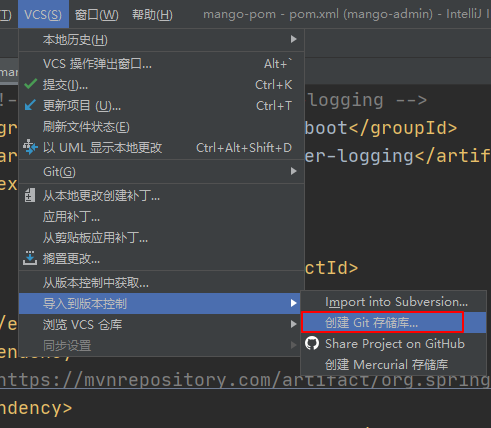 (T) VCS(S) 窗口(W) 帮助(H) mango-pom - pom.xml (mango-admin) - IntelliJ I
本地历史(H)
VCS 操作弹出窗口... Alt+`
mar
提交(I)... Ctrl+K
!- logging -->
更新项目 (U)... Ctrl+T
gr boot</groupId>
刷新文件状态(E)
ar er-logging</artif
以 UML 显示本地更改 Ctrl+Alt+Shift+D
ex
Git(G)
从本地更改创建补丁...
应用补丁...
从剪贴板应用补丁...
搁置更改...
ctId>
从版本控制中获取...
导入到版本控制
Import into Subversion...
/e
浏览 VCS 仓库
创建 Git 存储库...
endency
同步设置
Share Project on GitHub
创建 Mercurial 存储库
https://mvnrepository.com/artifact/org.spring
ndency>